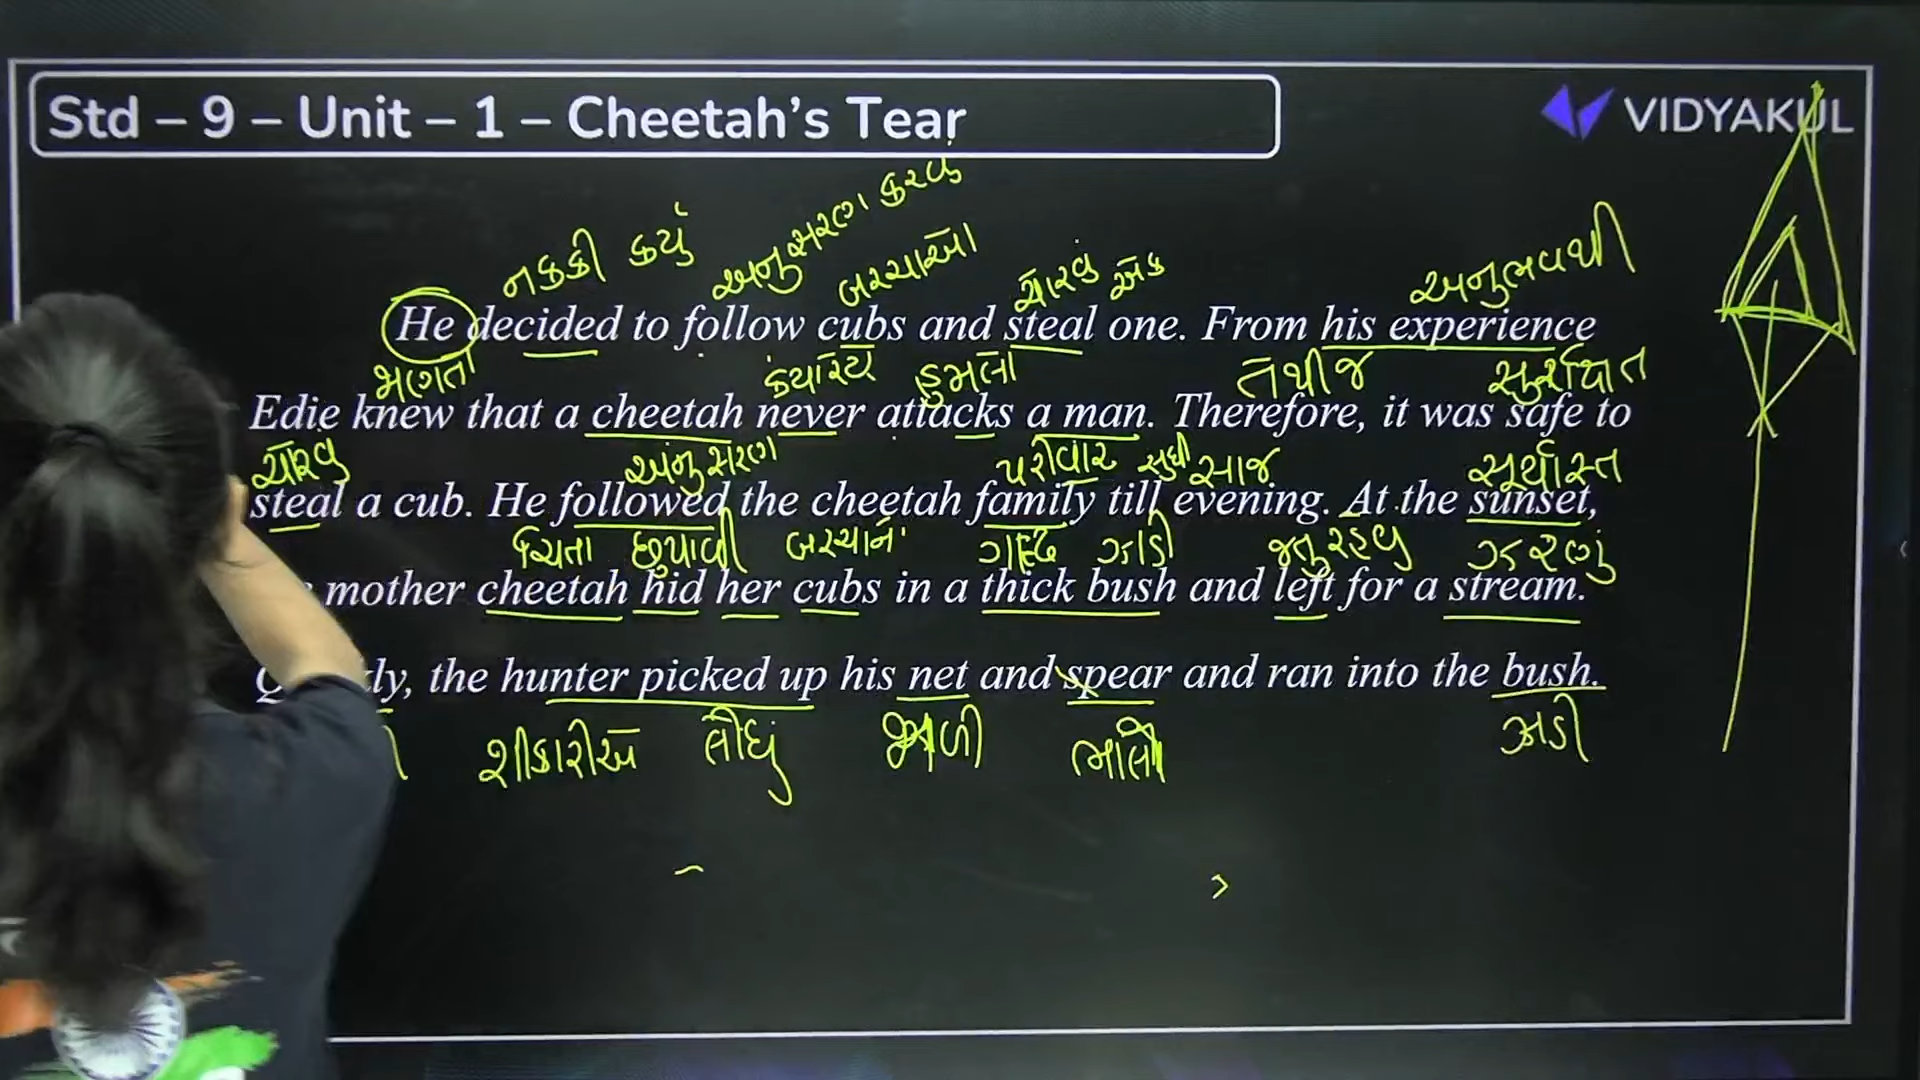 Std – 9 – Unit – 1 – Cheetah's Tear
VIDYAKUL
નકકી કર્યું અનુસરણ કરવું બચ્ચાઓ ચોરવું એક અનુભવથી
He decided to follow cubs and steal one. From his experience
જાણતો કયારેય હુમલો તેથીજ સુરક્ષિત
Edie knew that a cheetah never attacks a man. Therefore, it was safe to
ચોરવું અનુસરણ પરીવાર સુધી સાજ સૂર્યાસ્ત
steal a cub. He followed the cheetah family till evening. At the sunset,
ચિત્તા છુપાવી બચ્ચાને ગાઢ ઝાડી જતુ રહેવુ ઝરણું
mother cheetah hid her cubs in a thick bush and left for a stream.
the hunter picked up his net and spear and ran into the bush.
શીકારીએ લીધું જાળી ભાલો ઝાડી